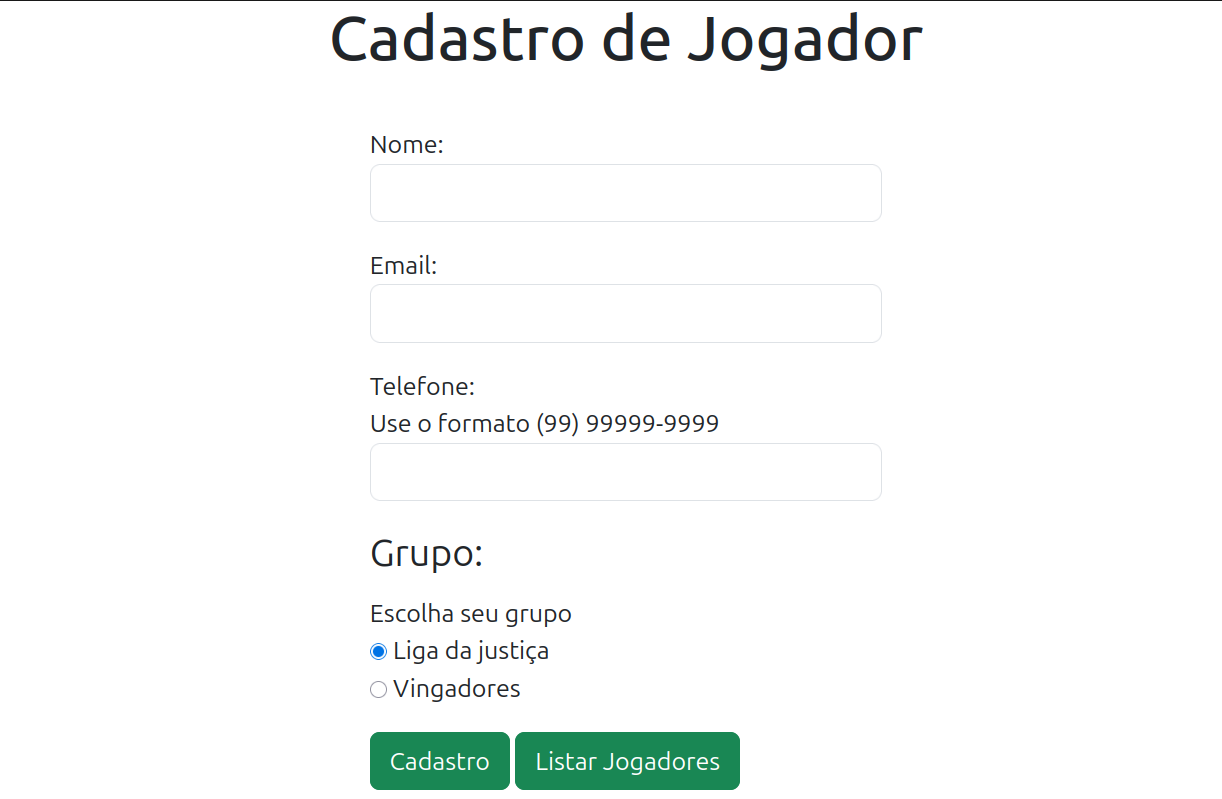 Cadastro de Jogador
Nome:
Email:
Telefone:
Use o formato (99) 99999-9999
Grupo:
Escolha seu grupo
Liga da justiça
Vingadores
Cadastro Listar Jogadores